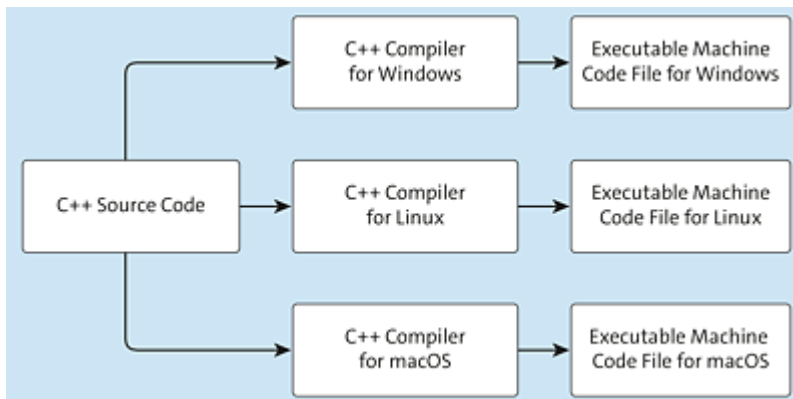 C++ Compiler
for Windows
Executable Machine
Code File for Windows
C++ Source Code
C++ Compiler
for Linux
Executable Machine
Code File for Linux
C++ Compiler
for macOS
Executable Machine
Code File for macOS